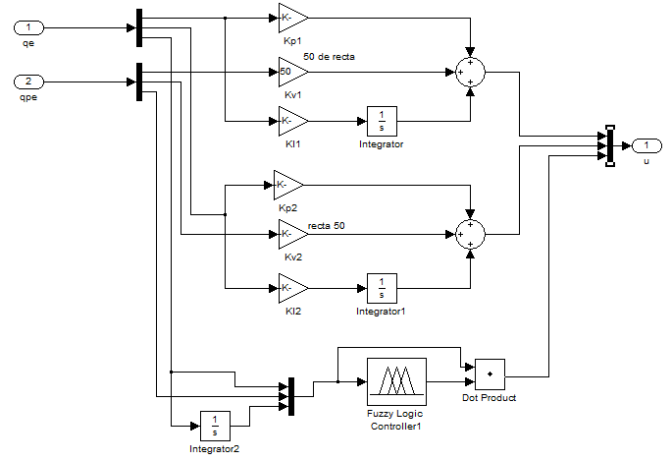 1
qe
K-
Kp1
50 de recta
2
qpe
50
Kv1
K-
KI1
1
s
Integrator
+
+
+
1
u
K-
Kp2
recta 50
K-
Kv2
K-
KI2
1
s
Integrator1
+
+
+
Fuzzy Logic
Controller1
Dot Product
1
s
Integrator2